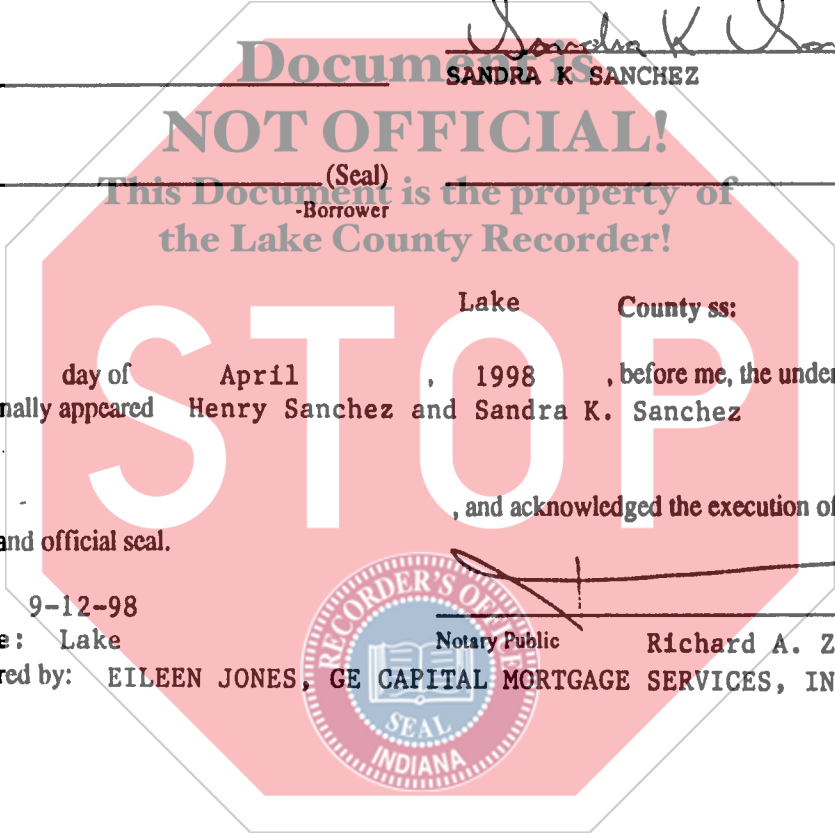 Sandra K
Document is
SANDRA K SANCHEZ
NOT OFFICIAL!
(Seal)
This Document is the property of
-Borrower
the Lake County Recorder!
Lake County ss:
STOP
day of April , 1998 , before me, the under
nally appeared Henry Sanchez and Sandra K. Sanchez
, and acknowledged the execution of
and official seal.
RECORDER'S OFFICE
9-12-98
e: Lake
Notary Public Richard A. Z
red by: EILEEN JONES, GE CAPITAL MORTGAGE SERVICES, IN
SEAL
INDIANA